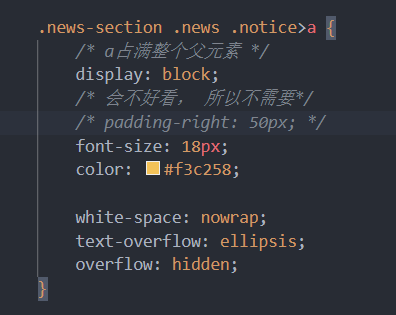 .news-section .news .notice>a {
/* a占满整个父元素 */
display: block;
/* 会不好看， 所以不需要*/
/* padding-right: 50px; */
font-size: 18px;
color: #f3c258;
white-space: nowrap;
text-overflow: ellipsis;
overflow: hidden;
}